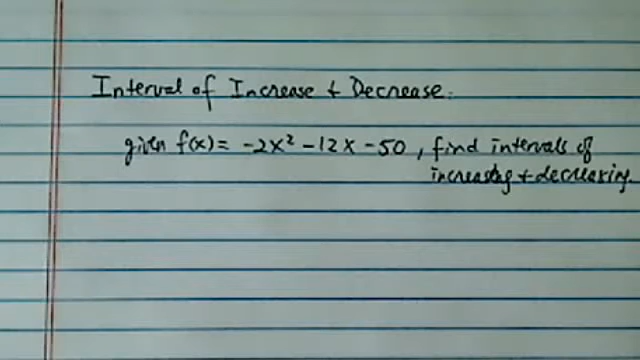 Interval of Increase + Decrease.
given f(x) = -2x² - 12x - 50, find intervals of
increasing + decreasing.